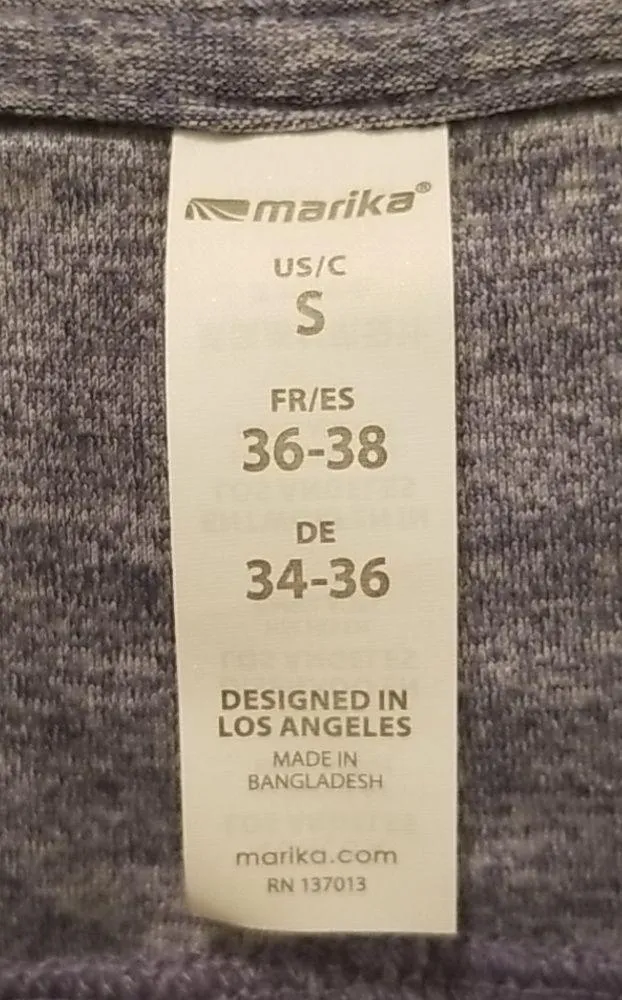 marika®
US/C
S
FR/ES
36-38
DE
34-36
DESIGNED IN
LOS ANGELES
MADE IN
BANGLADESH
marika.com
RN 137013